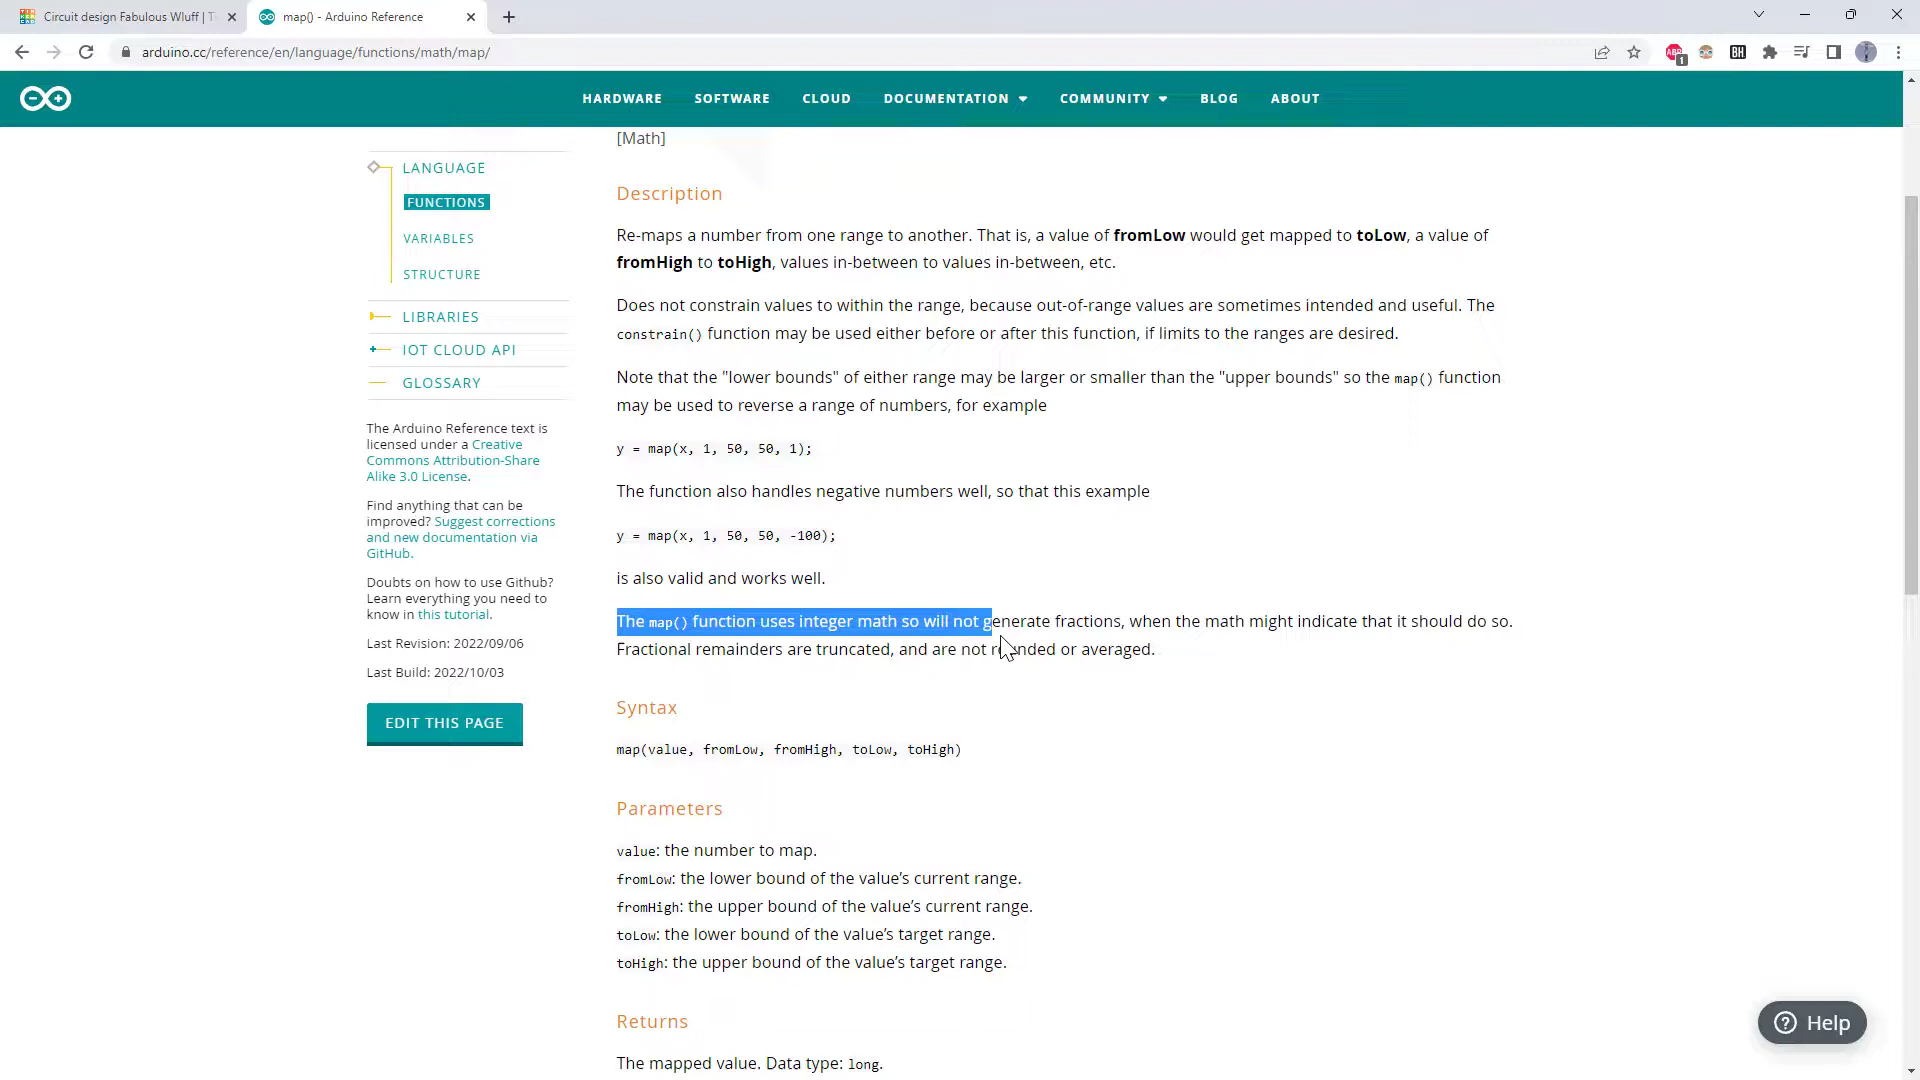 Circuit design Fabulous Wluff | T
map() - Arduino Reference
arduino.cc/reference/en/language/functions/math/map/
1
BH
HARDWARE SOFTWARE CLOUD DOCUMENTATION COMMUNITY BLOG ABOUT
LANGUAGE
FUNCTIONS
VARIABLES
STRUCTURE
LIBRARIES
IOT CLOUD API
GLOSSARY
The Arduino Reference text is
licensed under a Creative
Commons Attribution-Share
Alike 3.0 License.
Find anything that can be
improved? Suggest corrections
and new documentation via
GitHub.
Doubts on how to use Github?
Learn everything you need to
know in this tutorial.
Last Revision: 2022/09/06
Last Build: 2022/10/03
EDIT THIS PAGE
[Math]
Description
Re-maps a number from one range to another. That is, a value of fromLow would get mapped to toLow, a value of
fromHigh to toHigh, values in-between to values in-between, etc.
Does not constrain values to within the range, because out-of-range values are sometimes intended and useful. The
constrain() function may be used either before or after this function, if limits to the ranges are desired.
Note that the "lower bounds" of either range may be larger or smaller than the "upper bounds" so the map() function
may be used to reverse a range of numbers, for example
y = map(x, 1, 50, 50, 1);
The function also handles negative numbers well, so that this example
y = map(x, 1, 50, 50, -100);
is also valid and works well.
The map() function uses integer math so will not generate fractions, when the math might indicate that it should do so.
Fractional remainders are truncated, and are not rounded or averaged.
Syntax
map(value, fromLow, fromHigh, toLow, toHigh)
Parameters
value: the number to map.
fromLow: the lower bound of the value’s current range.
fromHigh: the upper bound of the value’s current range.
toLow: the lower bound of the value’s target range.
toHigh: the upper bound of the value’s target range.
Returns
The mapped value. Data type: long.
Help